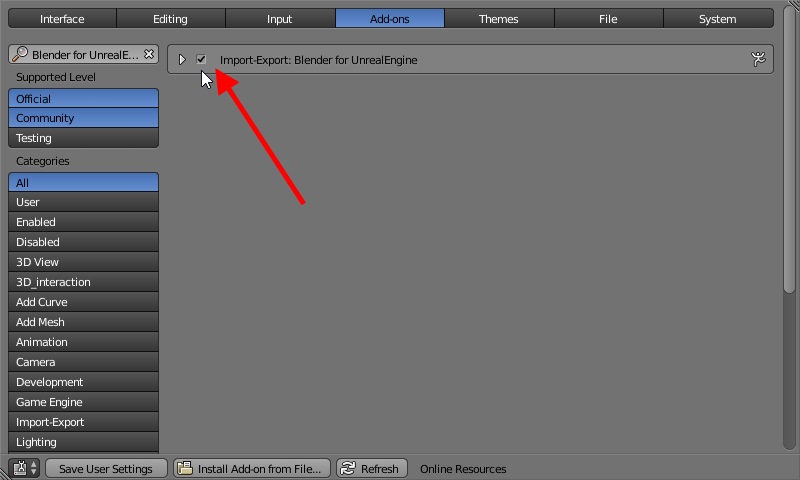 Interface Editing Input Add-ons Themes File System
Blender for UnrealE...
Import-Export: Blender for UnrealEngine
Supported Level
Official
Community
Testing
Categories
All
User
Enabled
Disabled
3D View
3D_interaction
Add Curve
Add Mesh
Animation
Camera
Development
Game Engine
Import-Export
Lighting
Save User Settings Install Add-on from File... Refresh Online Resources